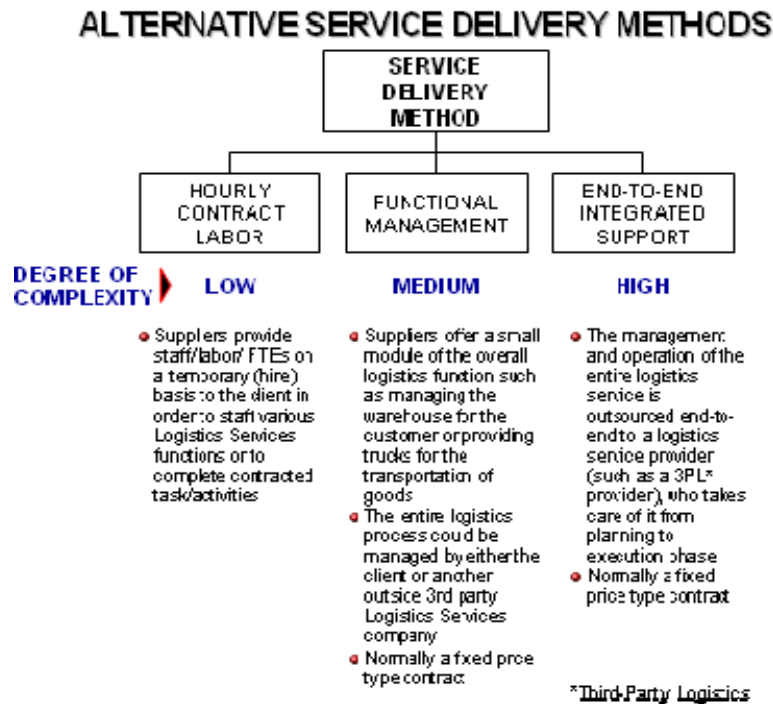 ALTERNATIVE SERVICE DELIVERY METHODS
SERVICE
DELIVERY
METHOD
HOURLY
CONTRACT
LABOR
FUNCTIONAL
MANAGEMENT
END-TO-END
INTEGRATED
SUPPORT
DEGREE OF
COMPLEXITY
LOW
MEDIUM
HIGH
Suppliers provide
staff/labor/ FTEs on
a temporary (hire)
basis to the client in
order to staff various
Logistics Services
functions or to
complete contracted
task/activities
Suppliers offer a small
module of the overall
logistics function such
as managing the
warehouse for the
customer or providing
trucks for the
transportation of
goods
The entire logistics
process could be
managed by either the
client or another
outside 3rd party
Logistics Services
company
Normally a fixed price
type contract
The management
and operation of the
entire logistics
service is
outsourced end-to-
end to a logistics
service provider
(such as a 3PL*
provider), who takes
care of it from
planning to
execution phase
Normally a fixed
price type contract
*Third-Party Logistics